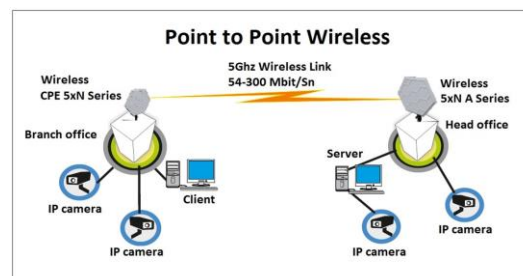 Point to Point Wireless
5Ghz Wireless Link
54-300 Mbit/Sn
Wireless
CPE 5xN Series
Wireless
5xN A Series
Branch office
Head office
Server
Client
IP camera
IP camera
IP camera
IP camera